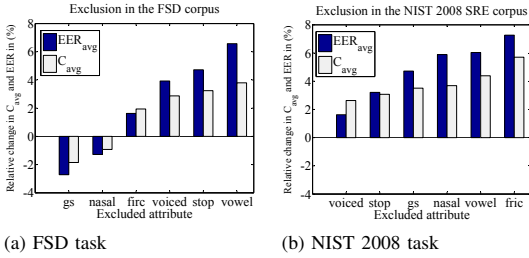 Exclusion in the FSD corpus
Relative change in C_avg and EER in (%)
8
6
4
2
0
-2
-4
EER_avg
C_avg
gs nasal firc voiced stop vowel
Excluded attribute
(a) FSD task
Exclusion in the NIST 2008 SRE corpus
Relative change in C_avg and EER in (%)
8
6
4
2
0
-2
-4
EER_avg
C_avg
voiced stop gs nasal vowel fric
Excluded attribute
(b) NIST 2008 task